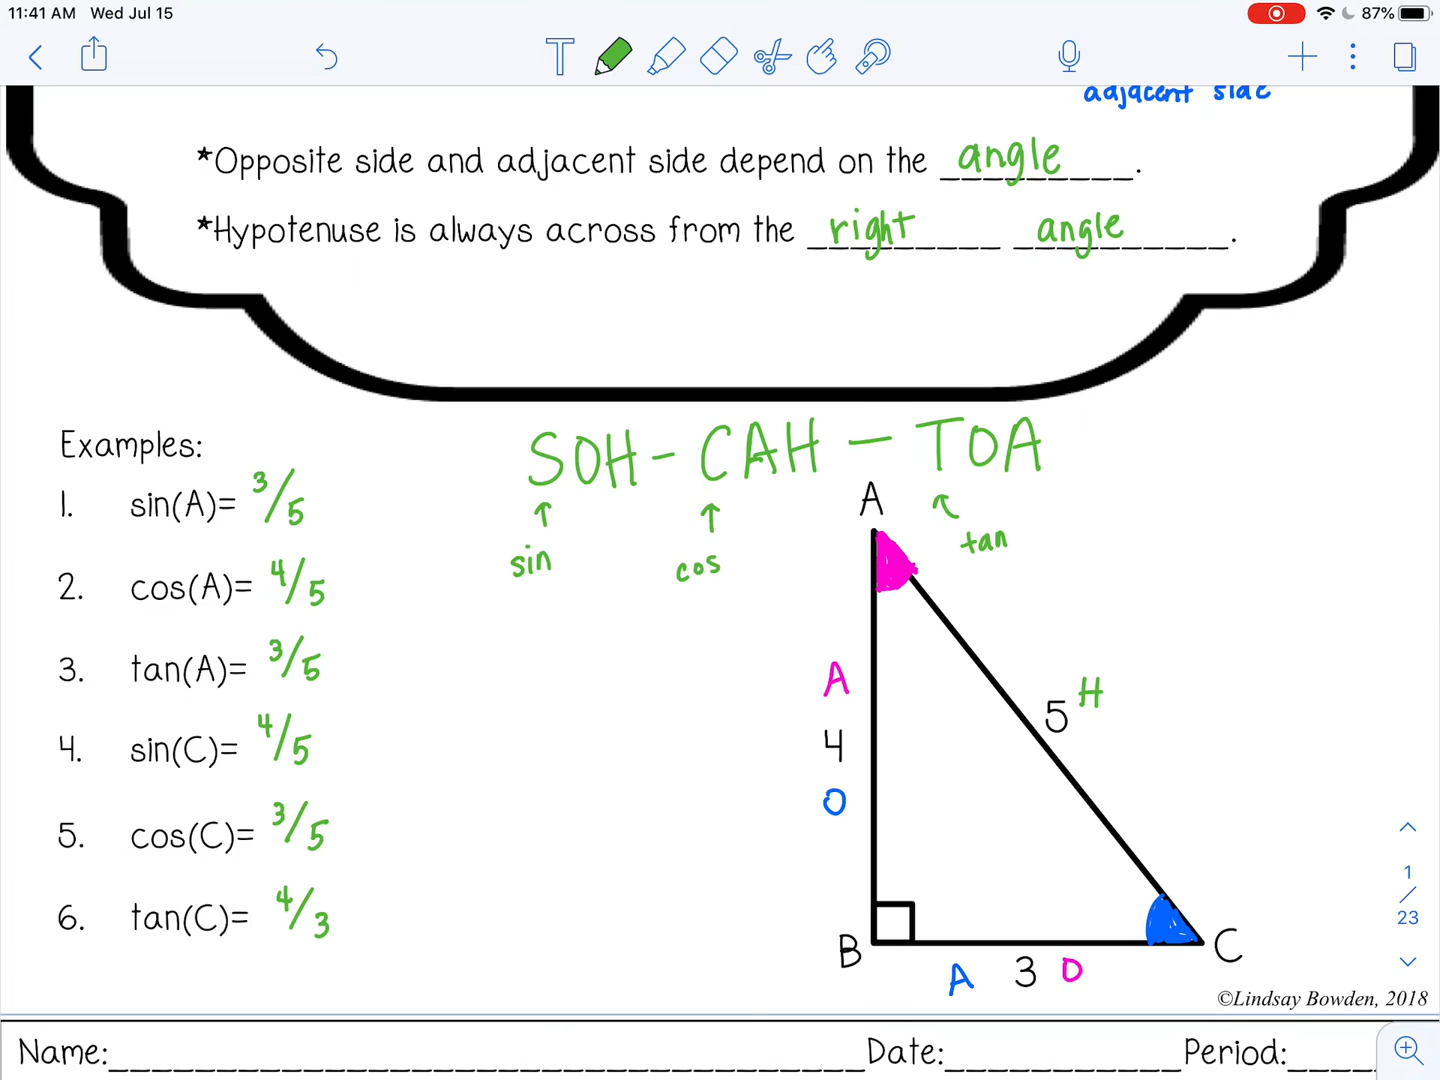 11:41 AM Wed Jul 15
87%
T
adjacent side
*Opposite side and adjacent side depend on the angle.
*Hypotenuse is always across from the right angle.
Examples:
SOH - CAH - TOA
sin
cos
tan
1. sin(A)= 3/5
2. cos(A)= 4/5
3. tan(A)= 3/5
4. sin(C)= 4/5
5. cos(C)= 3/5
6. tan(C)= 4/3
A
A
4
O
5 H
B
C
A 3 O
1
/
23
©Lindsay Bowden, 2018
Name:____________________ Date:__________ Period:____